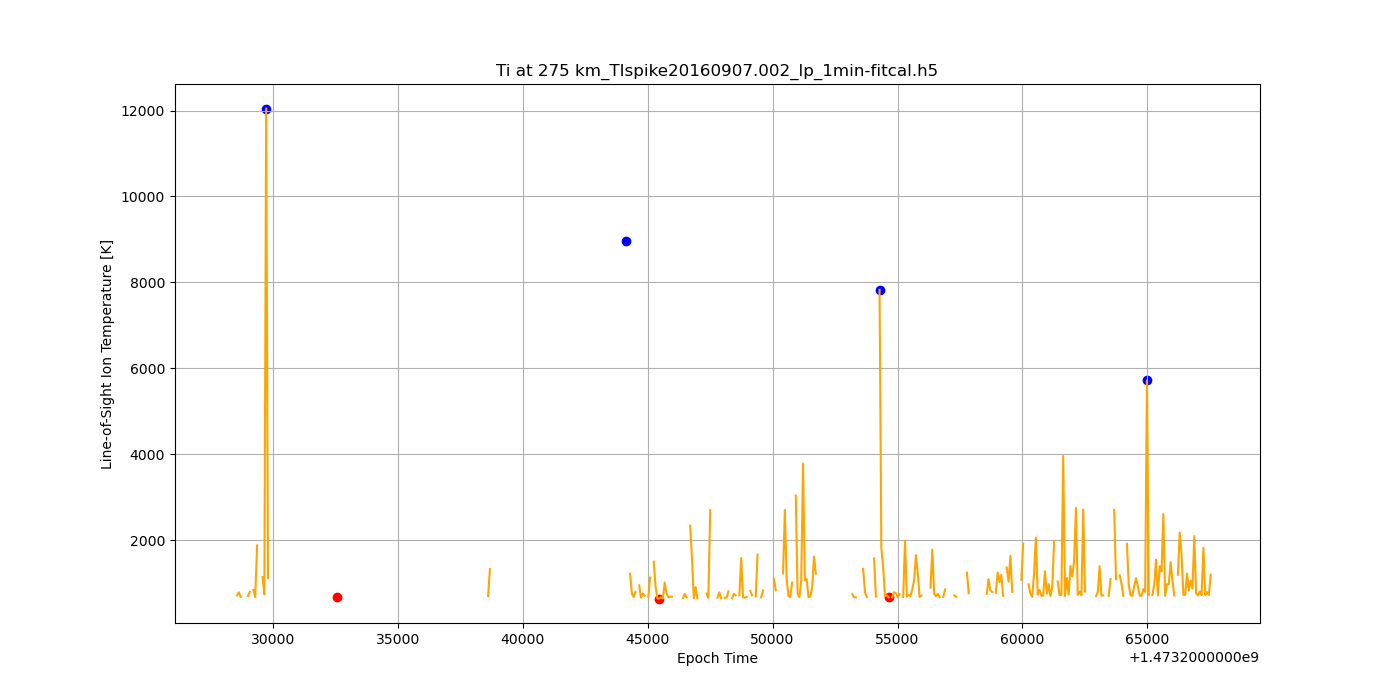 Ti at 275 km_TIspike20160907.002_lp_1min-fitcal.h5
Line-of-Sight Ion Temperature [K]
12000
10000
8000
6000
4000
2000
30000 35000 40000 45000 50000 55000 60000 65000
Epoch Time
+1.4732000000e9